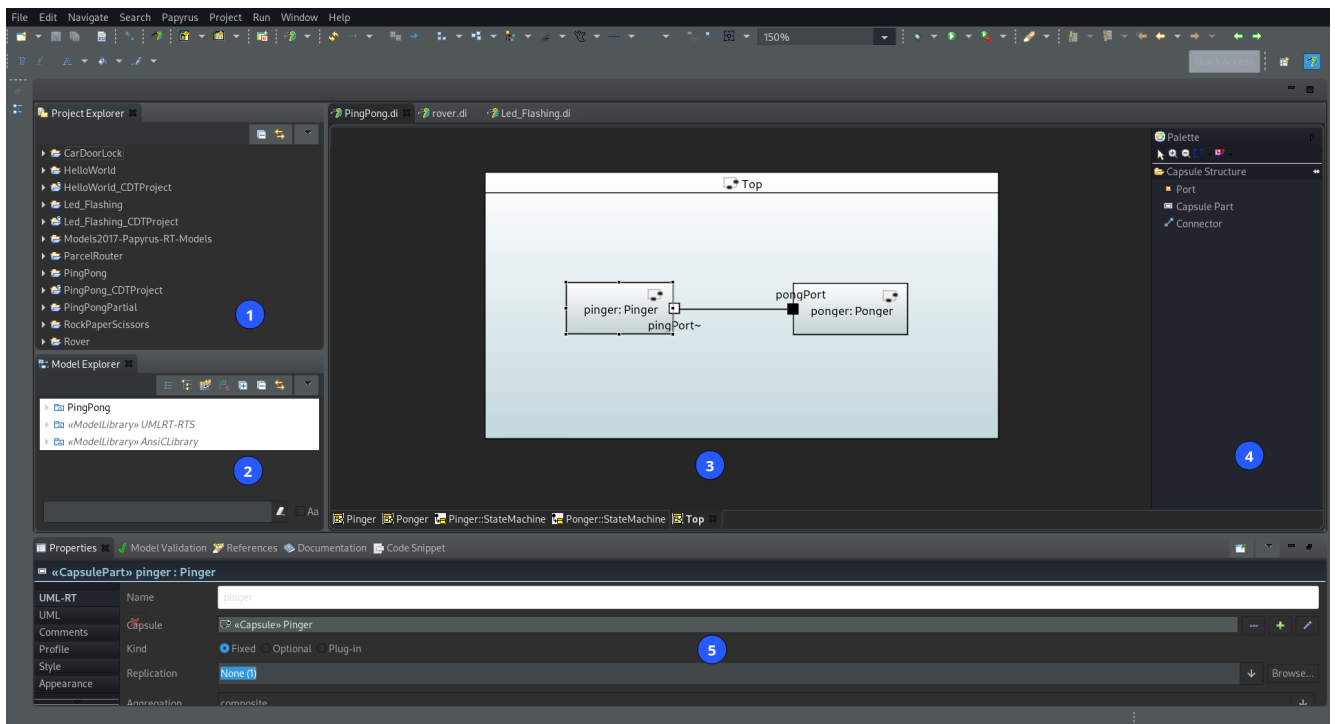 File Edit Navigate Search Papyrus Project Run Window Help
150%
Quick Access
Project Explorer
PingPong.di rover.di Led_Flashing.di
CarDoorLock
HelloWorld
HelloWorld_CDTProject
Led_Flashing
Led_Flashing_CDTProject
Models2017-Papyrus-RT-Models
ParcelRouter
PingPong
PingPong_CDTProject
PingPongPartial
RockPaperScissors
Rover
1
Model Explorer
PingPong
«ModelLibrary» UMLRT-RTS
«ModelLibrary» AnsiCLibrary
2
Aa
Top
pinger: Pinger
pingPort~
pongPort
ponger: Ponger
3
Palette
Capsule Structure
Port
Capsule Part
Connector
4
Pinger Ponger Pinger::StateMachine Ponger::StateMachine Top
Properties Model Validation References Documentation Code Snippet
«CapsulePart» pinger : Pinger
UML-RT
UML
Comments
Profile
Style
Appearance
Name pinger
Capsule «Capsule» Pinger
Kind Fixed Optional Plug-in
Replication None (1) Browse...
Aggregation composite
5